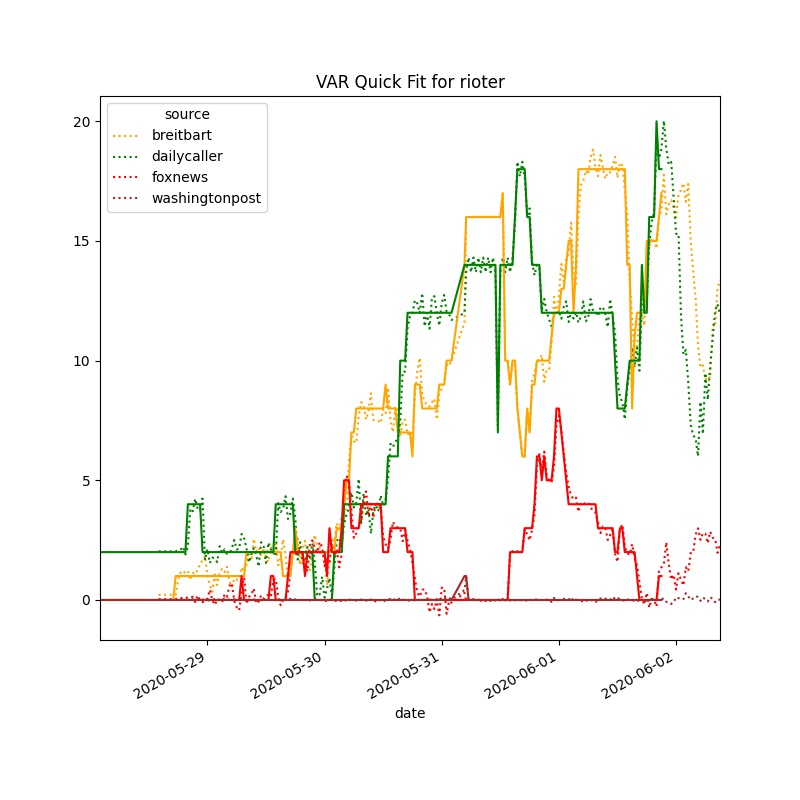 VAR Quick Fit for rioter
source
breitbart
dailycaller
foxnews
washingtonpost
20
15
10
5
0
2020-05-29
2020-05-30
2020-05-31
2020-06-01
2020-06-02
date